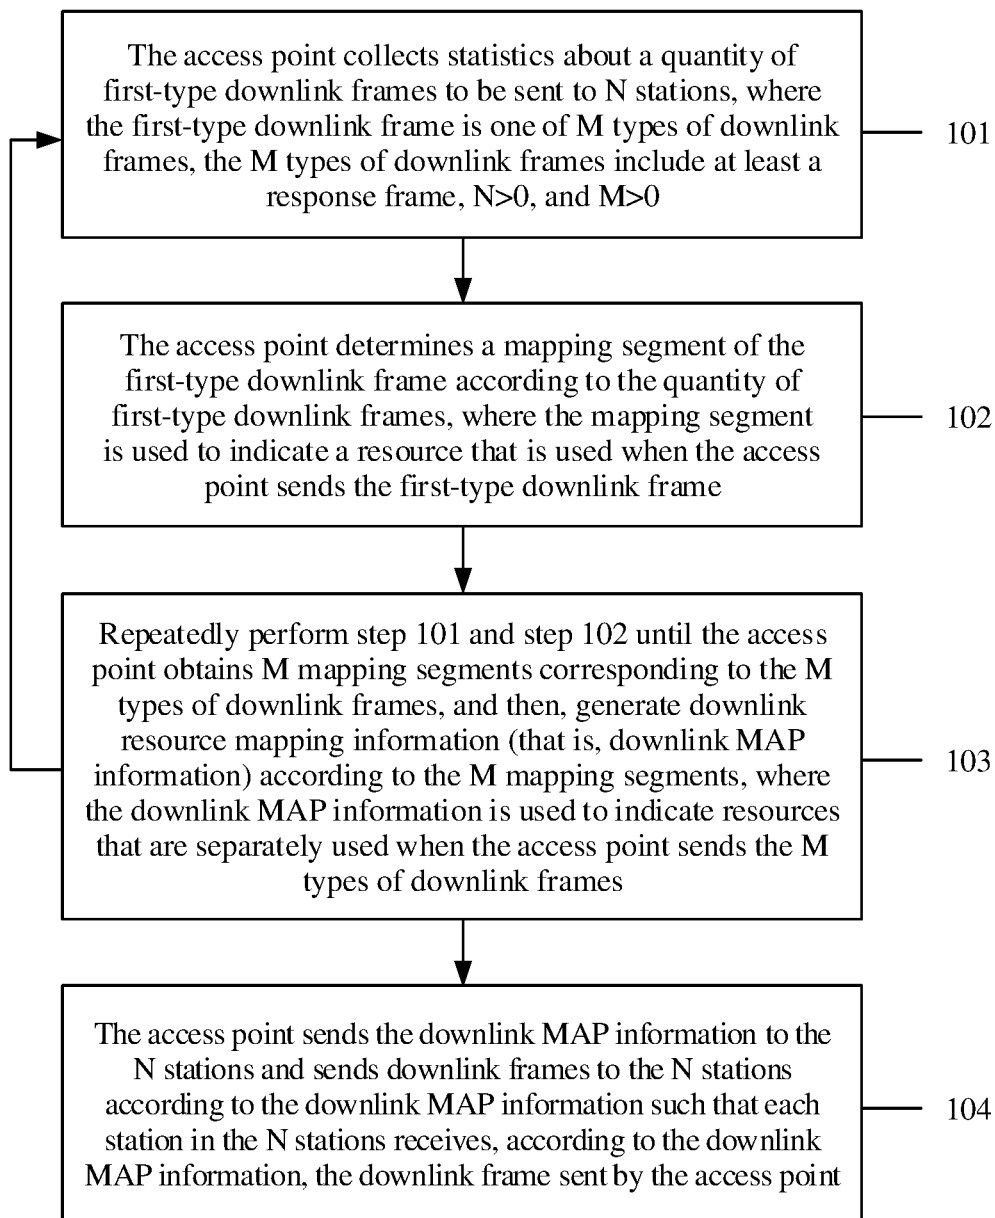 The access point collects statistics about a quantity of
first-type downlink frames to be sent to N stations, where
the first-type downlink frame is one of M types of downlink
frames, the M types of downlink frames include at least a
response frame, N>0, and M>0
101
The access point determines a mapping segment of the
first-type downlink frame according to the quantity of
first-type downlink frames, where the mapping segment
is used to indicate a resource that is used when the access
point sends the first-type downlink frame
102
Repeatedly perform step 101 and step 102 until the access
point obtains M mapping segments corresponding to the M
types of downlink frames, and then, generate downlink
resource mapping information (that is, downlink MAP
information) according to the M mapping segments, where
the downlink MAP information is used to indicate resources
that are separately used when the access point sends the M
types of downlink frames
103
The access point sends the downlink MAP information to the
N stations and sends downlink frames to the N stations
according to the downlink MAP information such that each
station in the N stations receives, according to the downlink
MAP information, the downlink frame sent by the access point
104